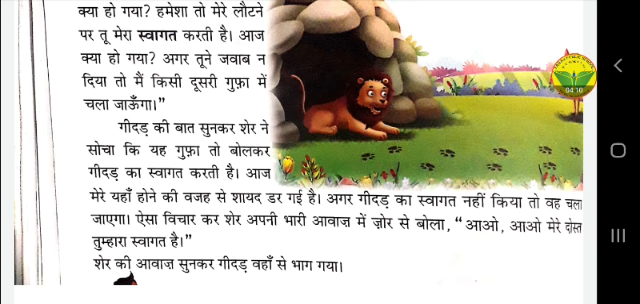 क्या हो गया? हमेशा तो मेरे लौटने
पर तू मेरा स्वागत करती है। आज
क्या हो गया? अगर तूने जवाब न
दिया तो मैं किसी दूसरी गुफ़ा में
चला जाऊँगा।”
गीदड़ की बात सुनकर शेर ने
सोचा कि यह गुफ़ा तो बोलकर
गीदड़ का स्वागत करती है। आज
मेरे यहाँ होने की वजह से शायद डर गई है। अगर गीदड़ का स्वागत नहीं किया तो वह चला
जाएगा। ऐसा विचार कर शेर अपनी भारी आवाज में ज़ोर से बोला, “आओ, आओ मेरे दोस्त
तुम्हारा स्वागत है।”
शेर की आवाज़ सुनकर गीदड़ वहाँ से भाग गया।
04:10